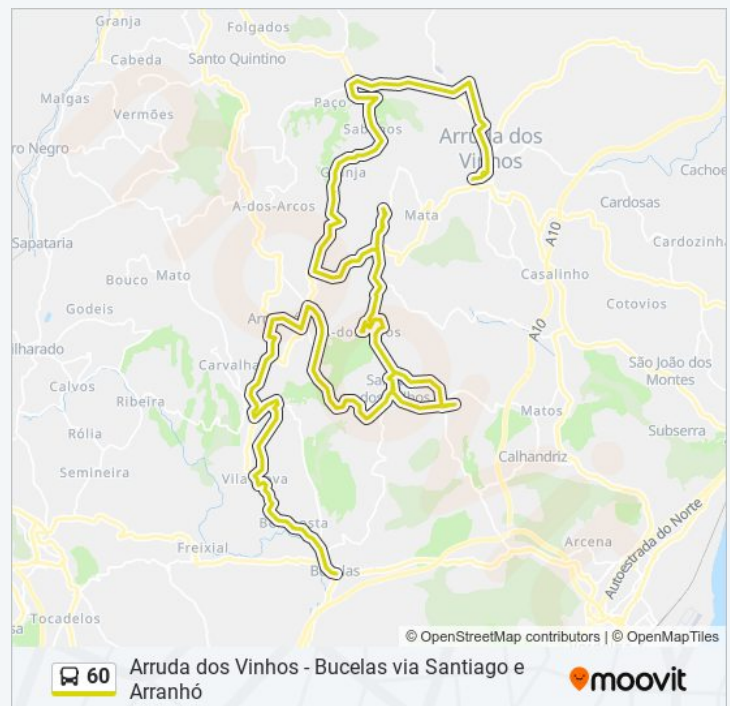 Granja
Folgados
Cabeda
Santo Quintino
Malgas
Paço
Vermões
Arruda dos
Vinhos
ro Negro
Granja
Cachoe
A-dos-Arcos
Cardosas
Mata
A10
Sapataria
Cardozinha
Bouco
Mato
Casalinho
Godeis
Cotovios
A10
ilharado
Carvalha
São João dos
Montes
Calvos
Ribeira
Matos
Rólia
Subserra
Calhandriz
Semineira
Autoestrada do Norte
Arcena
Freixial
Tocadelos
sa
© OpenStreetMap contributors | © OpenMapTiles
60
Arruda dos Vinhos - Bucelas via Santiago e
Arranhó
moovit